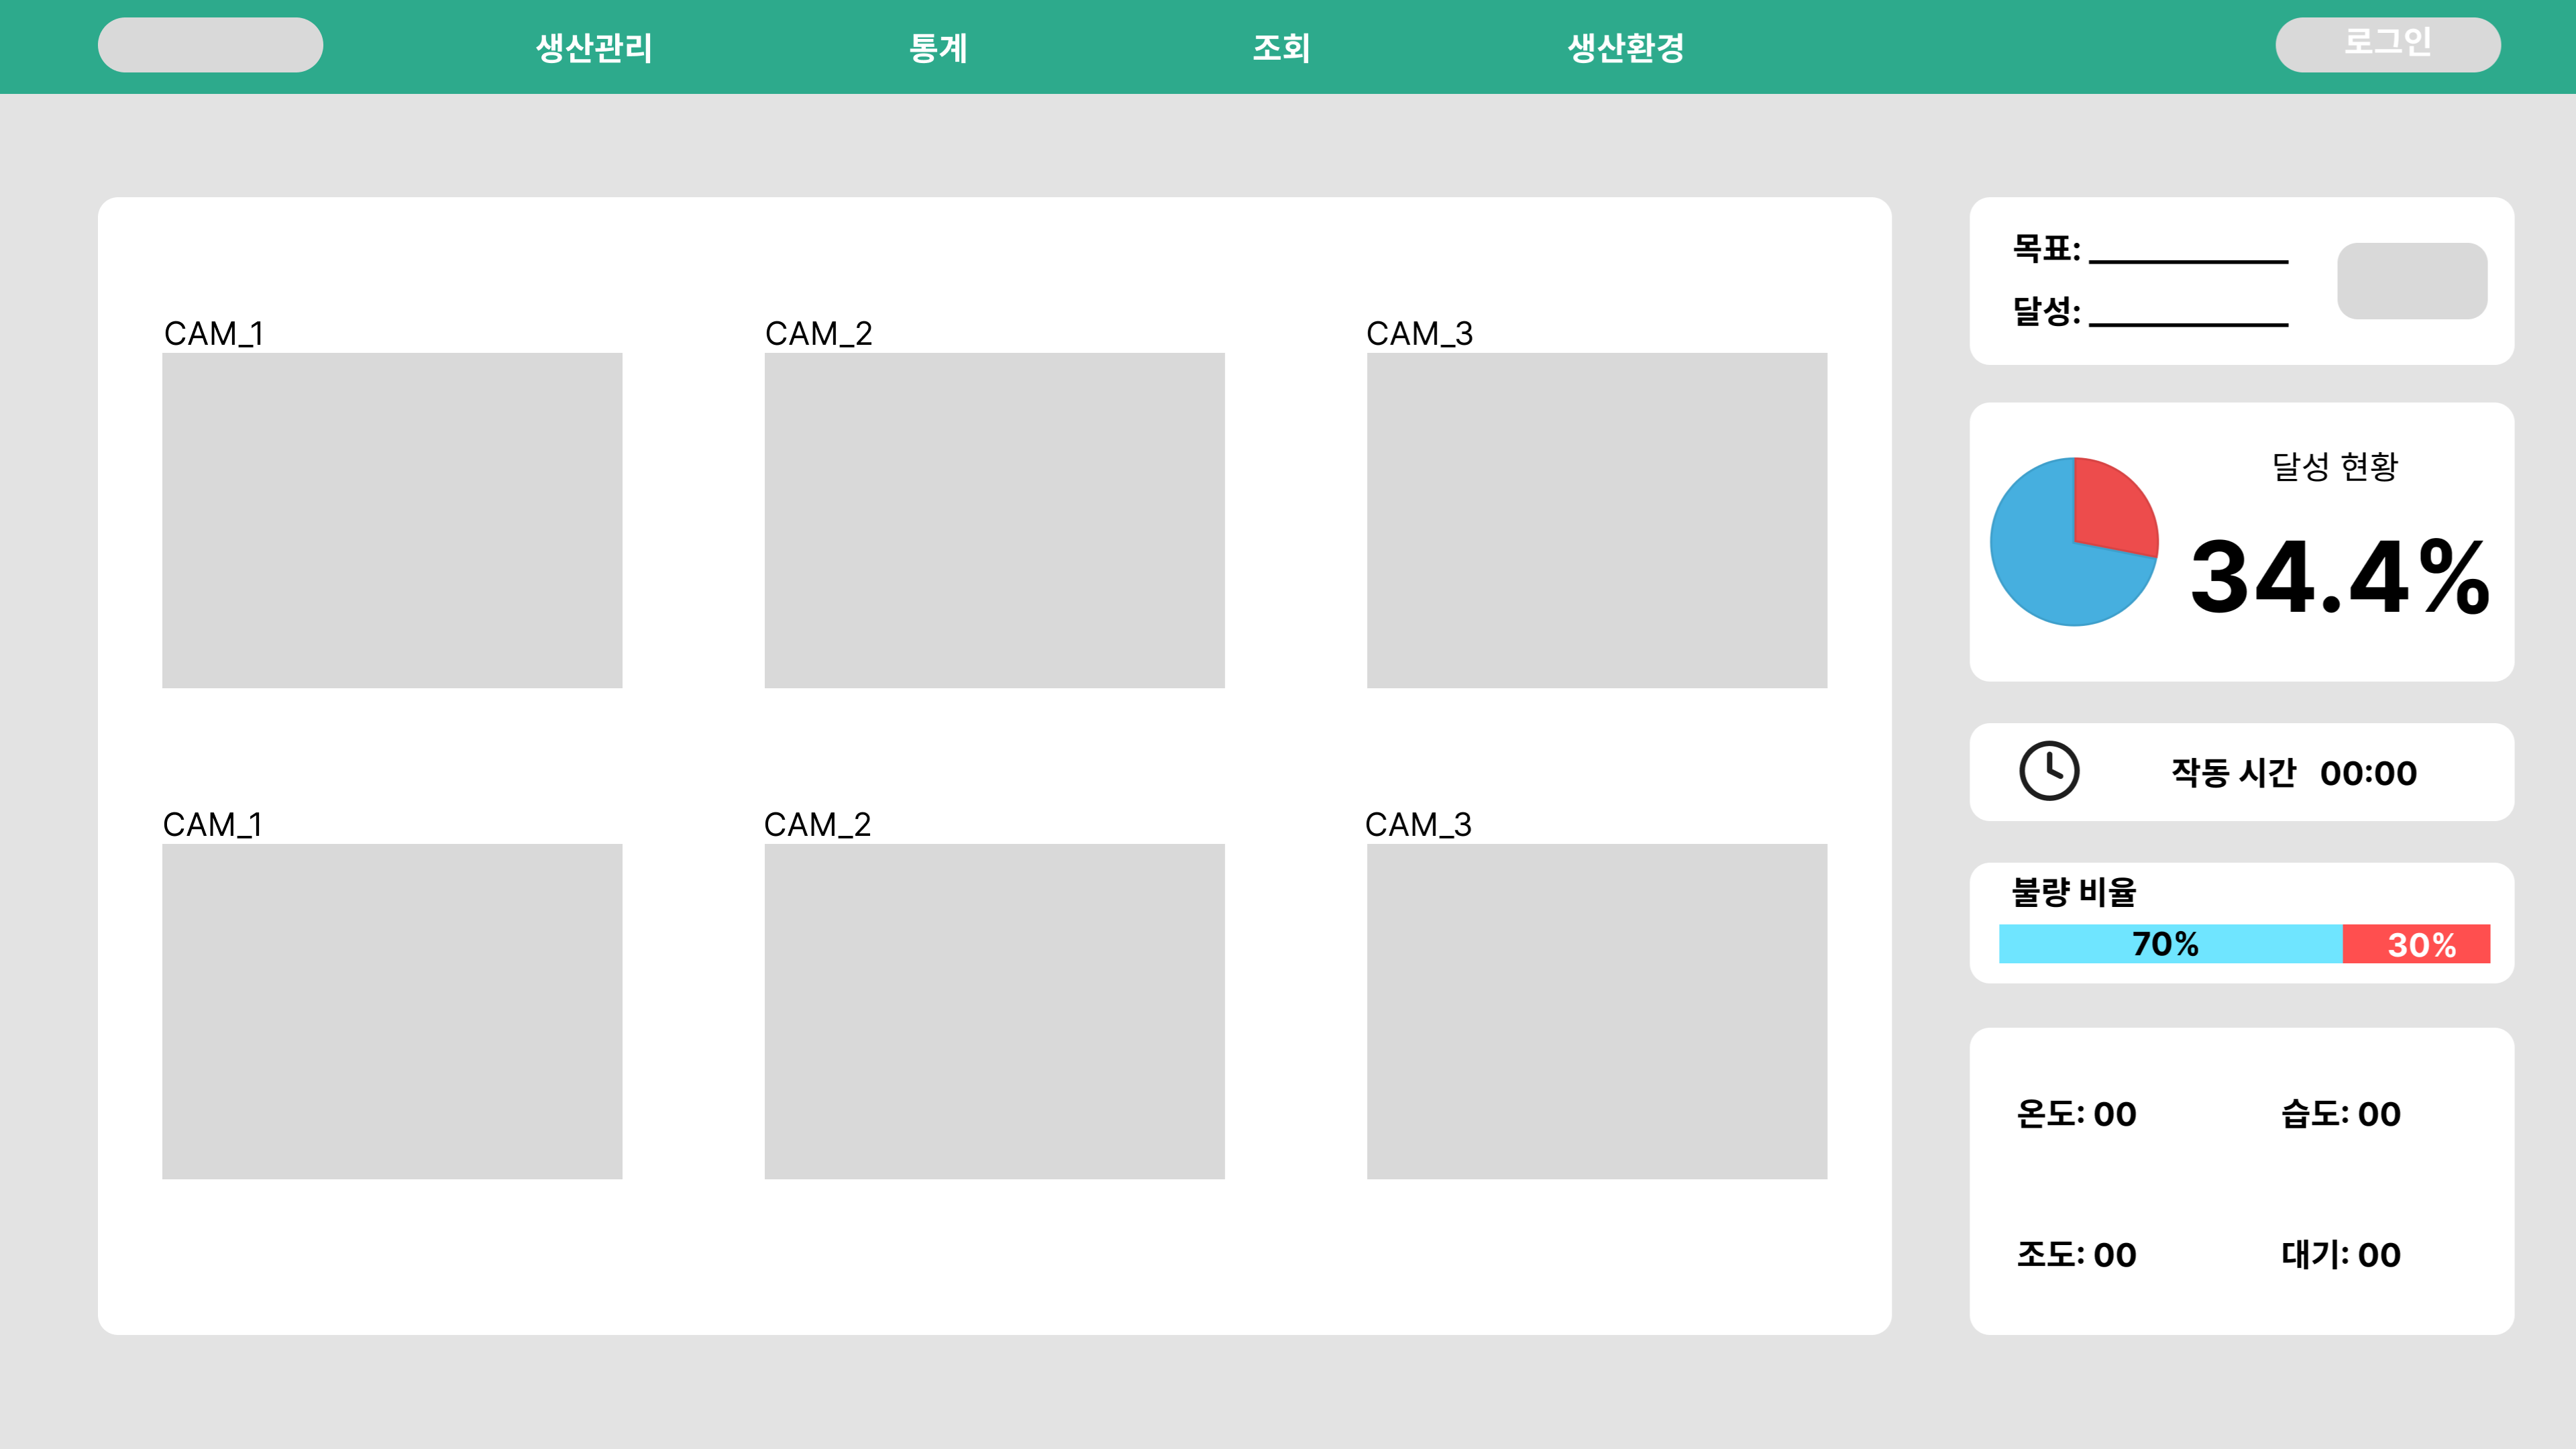 생산관리 통계 조회 생산환경 로그인
CAM_1 CAM_2 CAM_3
CAM_1 CAM_2 CAM_3
목표:
달성:
달성 현황
34.4%
작동 시간 00:00
불량 비율
70% 30%
온도: 00 습도: 00
조도: 00 대기: 00